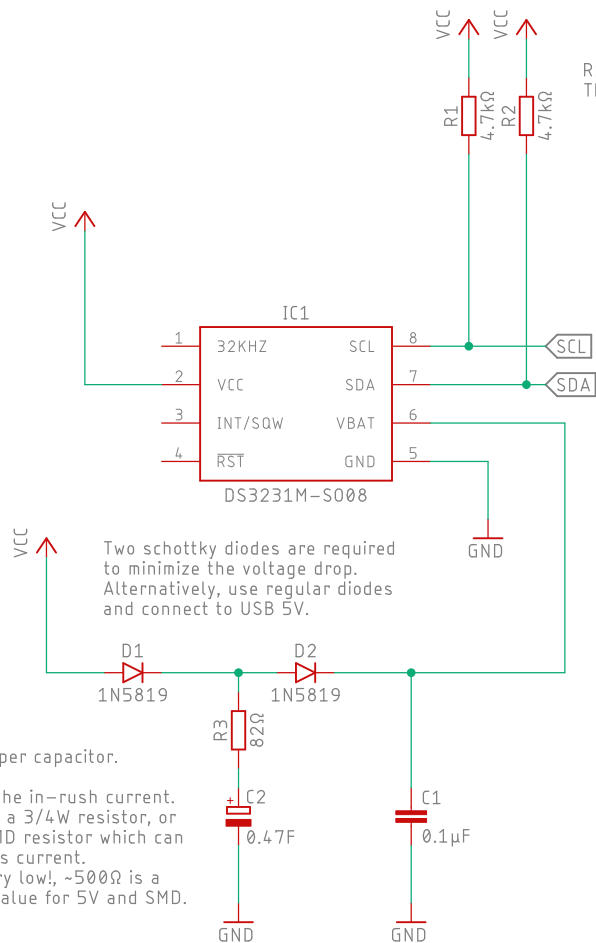 VCC
VCC
R
R1
4.7kΩ
R2
4.7kΩ
VCC
IC1
1
32KHZ
SCL
8
SCL
2
VCC
SDA
7
SDA
3
INT/SQW
VBAT
6
4
RST
GND
5
DS3231M-SO08
GND
VCC
Two schottky diodes are required
to minimize the voltage drop.
Alternatively, use regular diodes
and connect to USB 5V.
D1
1N5819
D2
1N5819
R3
82Ω
per capacitor.
he in-rush current.
a 3/4W resistor, or
resistor which can
s current.
ry low!, ~500Ω is a
alue for 5V and SMD.
+
C2
0.47F
C1
0.1µF
GND
GND